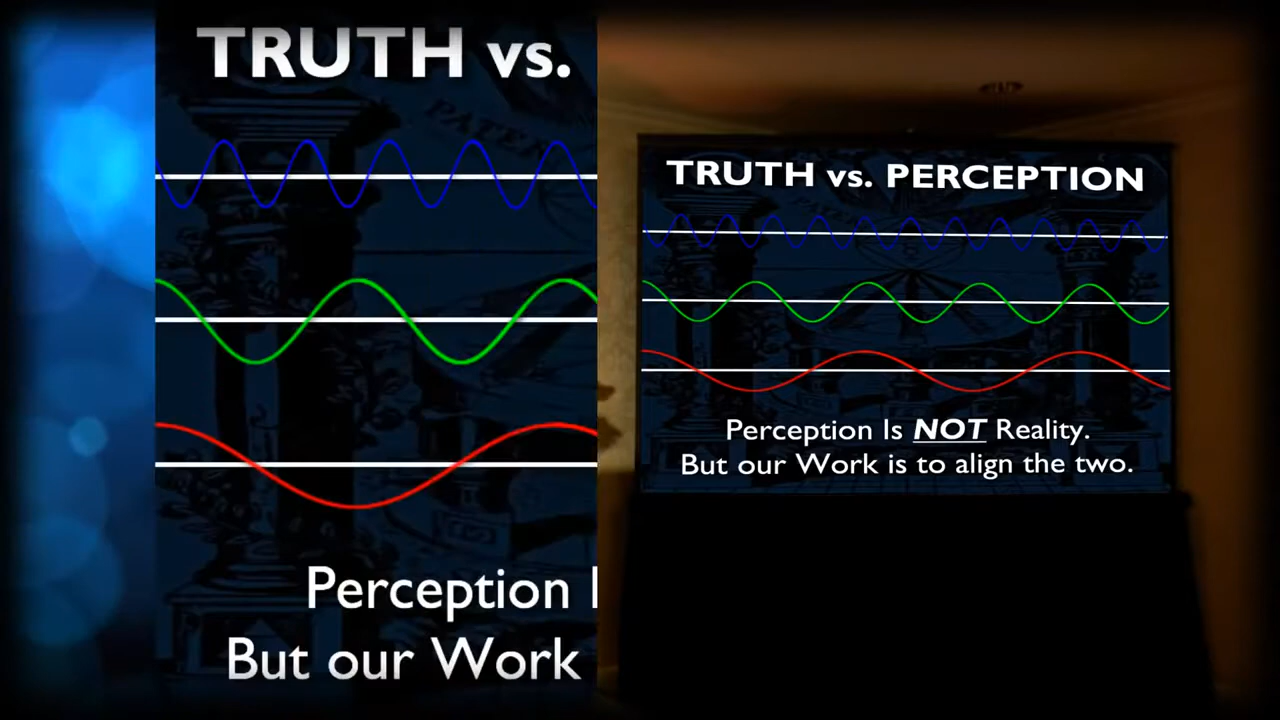 TRUTH vs.
PATER
Perception I
But our Work
TRUTH vs. PERCEPTION
Perception Is NOT Reality.
But our Work is to align the two.